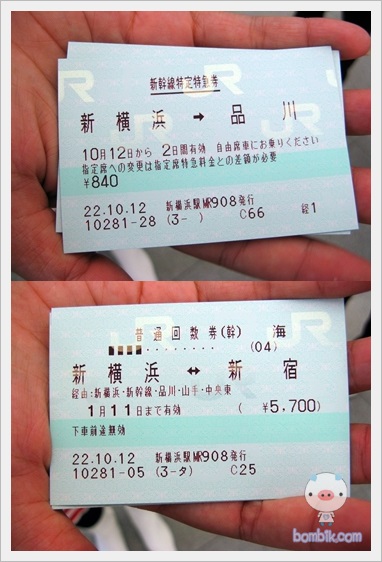 新幹線特定特急券
新横浜 → 品川
10月12日から 2日間有効 自由席車にお乗りください
指定席への変更は指定席特急料金との差額が必要
¥840
22.10.12 新横浜駅MR908発行
10281-28 (3- ) C66 経1
普通回数券(幹) 海
(04)
新横浜 ↔ 新宿
経由:新横浜・新幹線・品川・山手・中央東
1月11日まで有効 ( ¥5,700)
下車前途無効
22.10.12 新横浜駅MR908発行
10281-05 (3-タ) C25
bomb1k.com